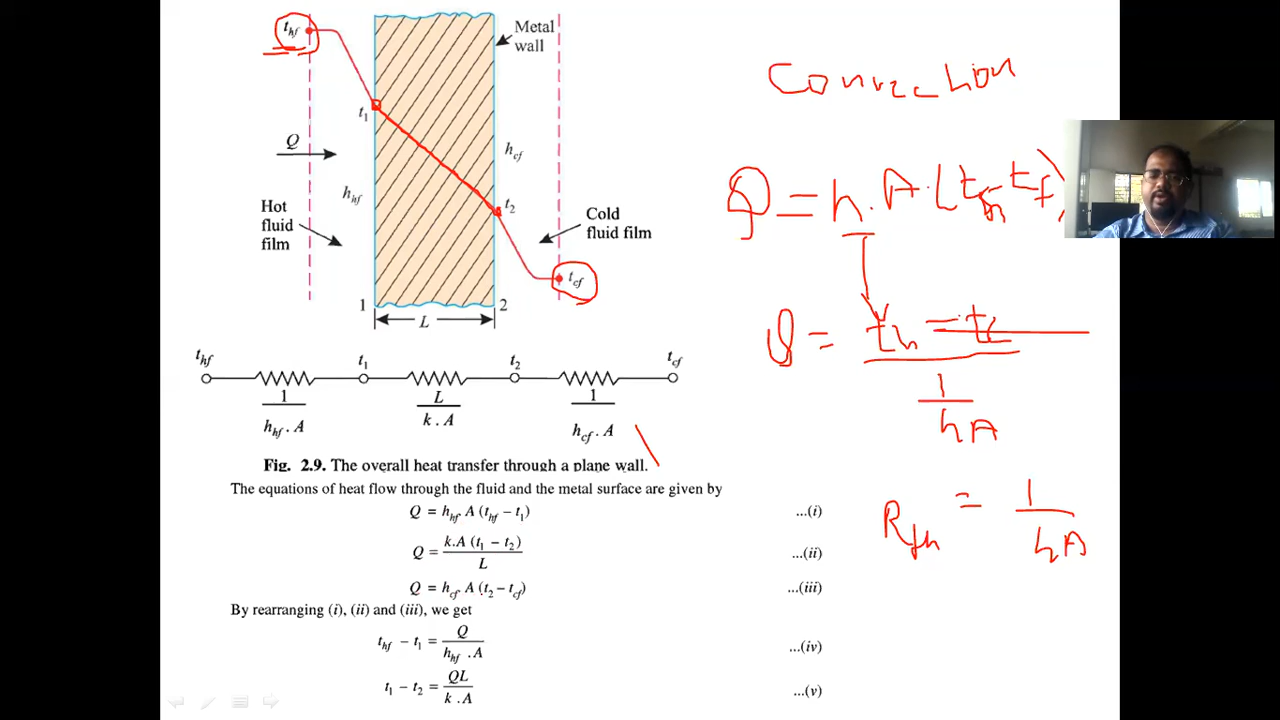 t_hf
Metal
wall
t_1
Q
h_cf
h_hf
t_2
Hot
fluid
film
Cold
fluid film
t_cf
1
2
L
t_hf
t_1
t_2
t_cf
1
h_hf . A
L
k . A
1
h_cf . A
Fig. 2.9. The overall heat transfer through a plane wall.
The equations of heat flow through the fluid and the metal surface are given by
Q = h_hf A (t_hf – t_1) ...(i)
Q = k.A (t_1 – t_2) / L ...(ii)
Q = h_cf A (t_2 – t_cf) ...(iii)
By rearranging (i), (ii) and (iii), we get
t_hf – t_1 = Q / h_hf .A ...(iv)
t_1 – t_2 = QL / k .A ...(v)
Convection
Q = h. A. (t_h - t_f)
Q = t_h - t_c
1
hA
R_th = 1
hA